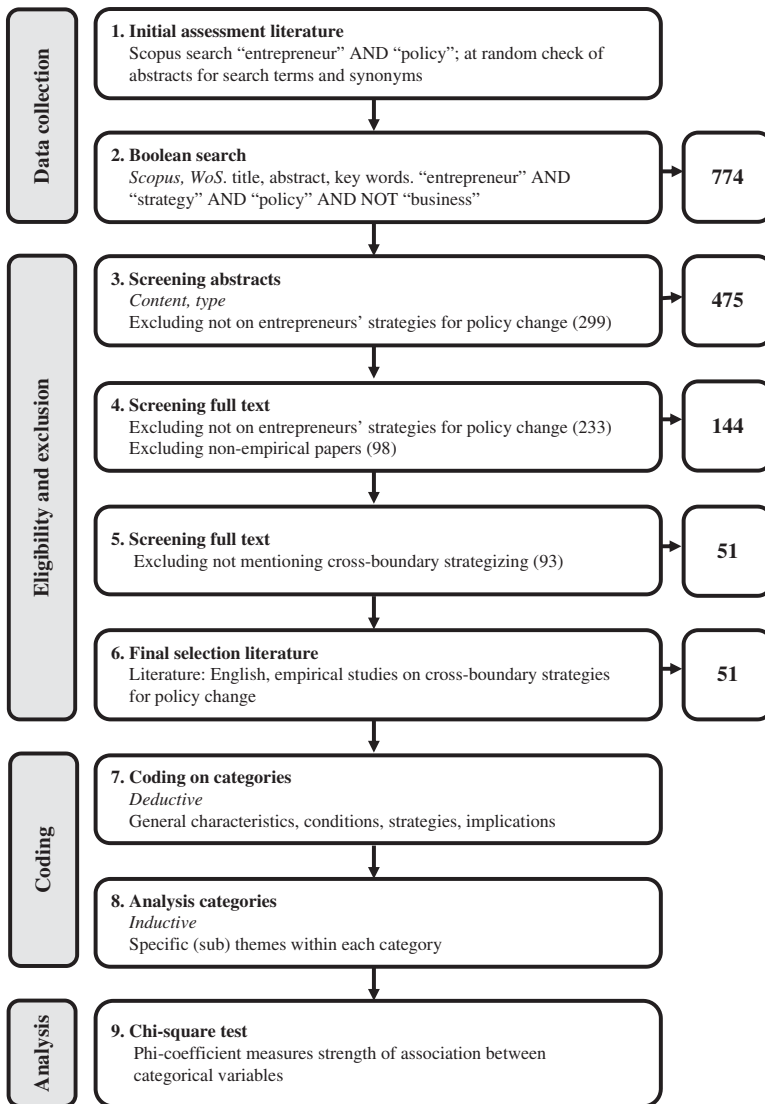 Data collection
1. Initial assessment literature
Scopus search “entrepreneur” AND “policy”; at random check of
abstracts for search terms and synonyms
2. Boolean search
Scopus, WoS. title, abstract, key words. “entrepreneur” AND
“strategy” AND “policy” AND NOT “business”
774
Eligibility and exclusion
3. Screening abstracts
Content, type
Excluding not on entrepreneurs’ strategies for policy change (299)
475
4. Screening full text
Excluding not on entrepreneurs’ strategies for policy change (233)
Excluding non-empirical papers (98)
144
5. Screening full text
Excluding not mentioning cross-boundary strategizing (93)
51
6. Final selection literature
Literature: English, empirical studies on cross-boundary strategies
for policy change
51
Coding
7. Coding on categories
Deductive
General characteristics, conditions, strategies, implications
8. Analysis categories
Inductive
Specific (sub) themes within each category
Analysis
9. Chi-square test
Phi-coefficient measures strength of association between
categorical variables